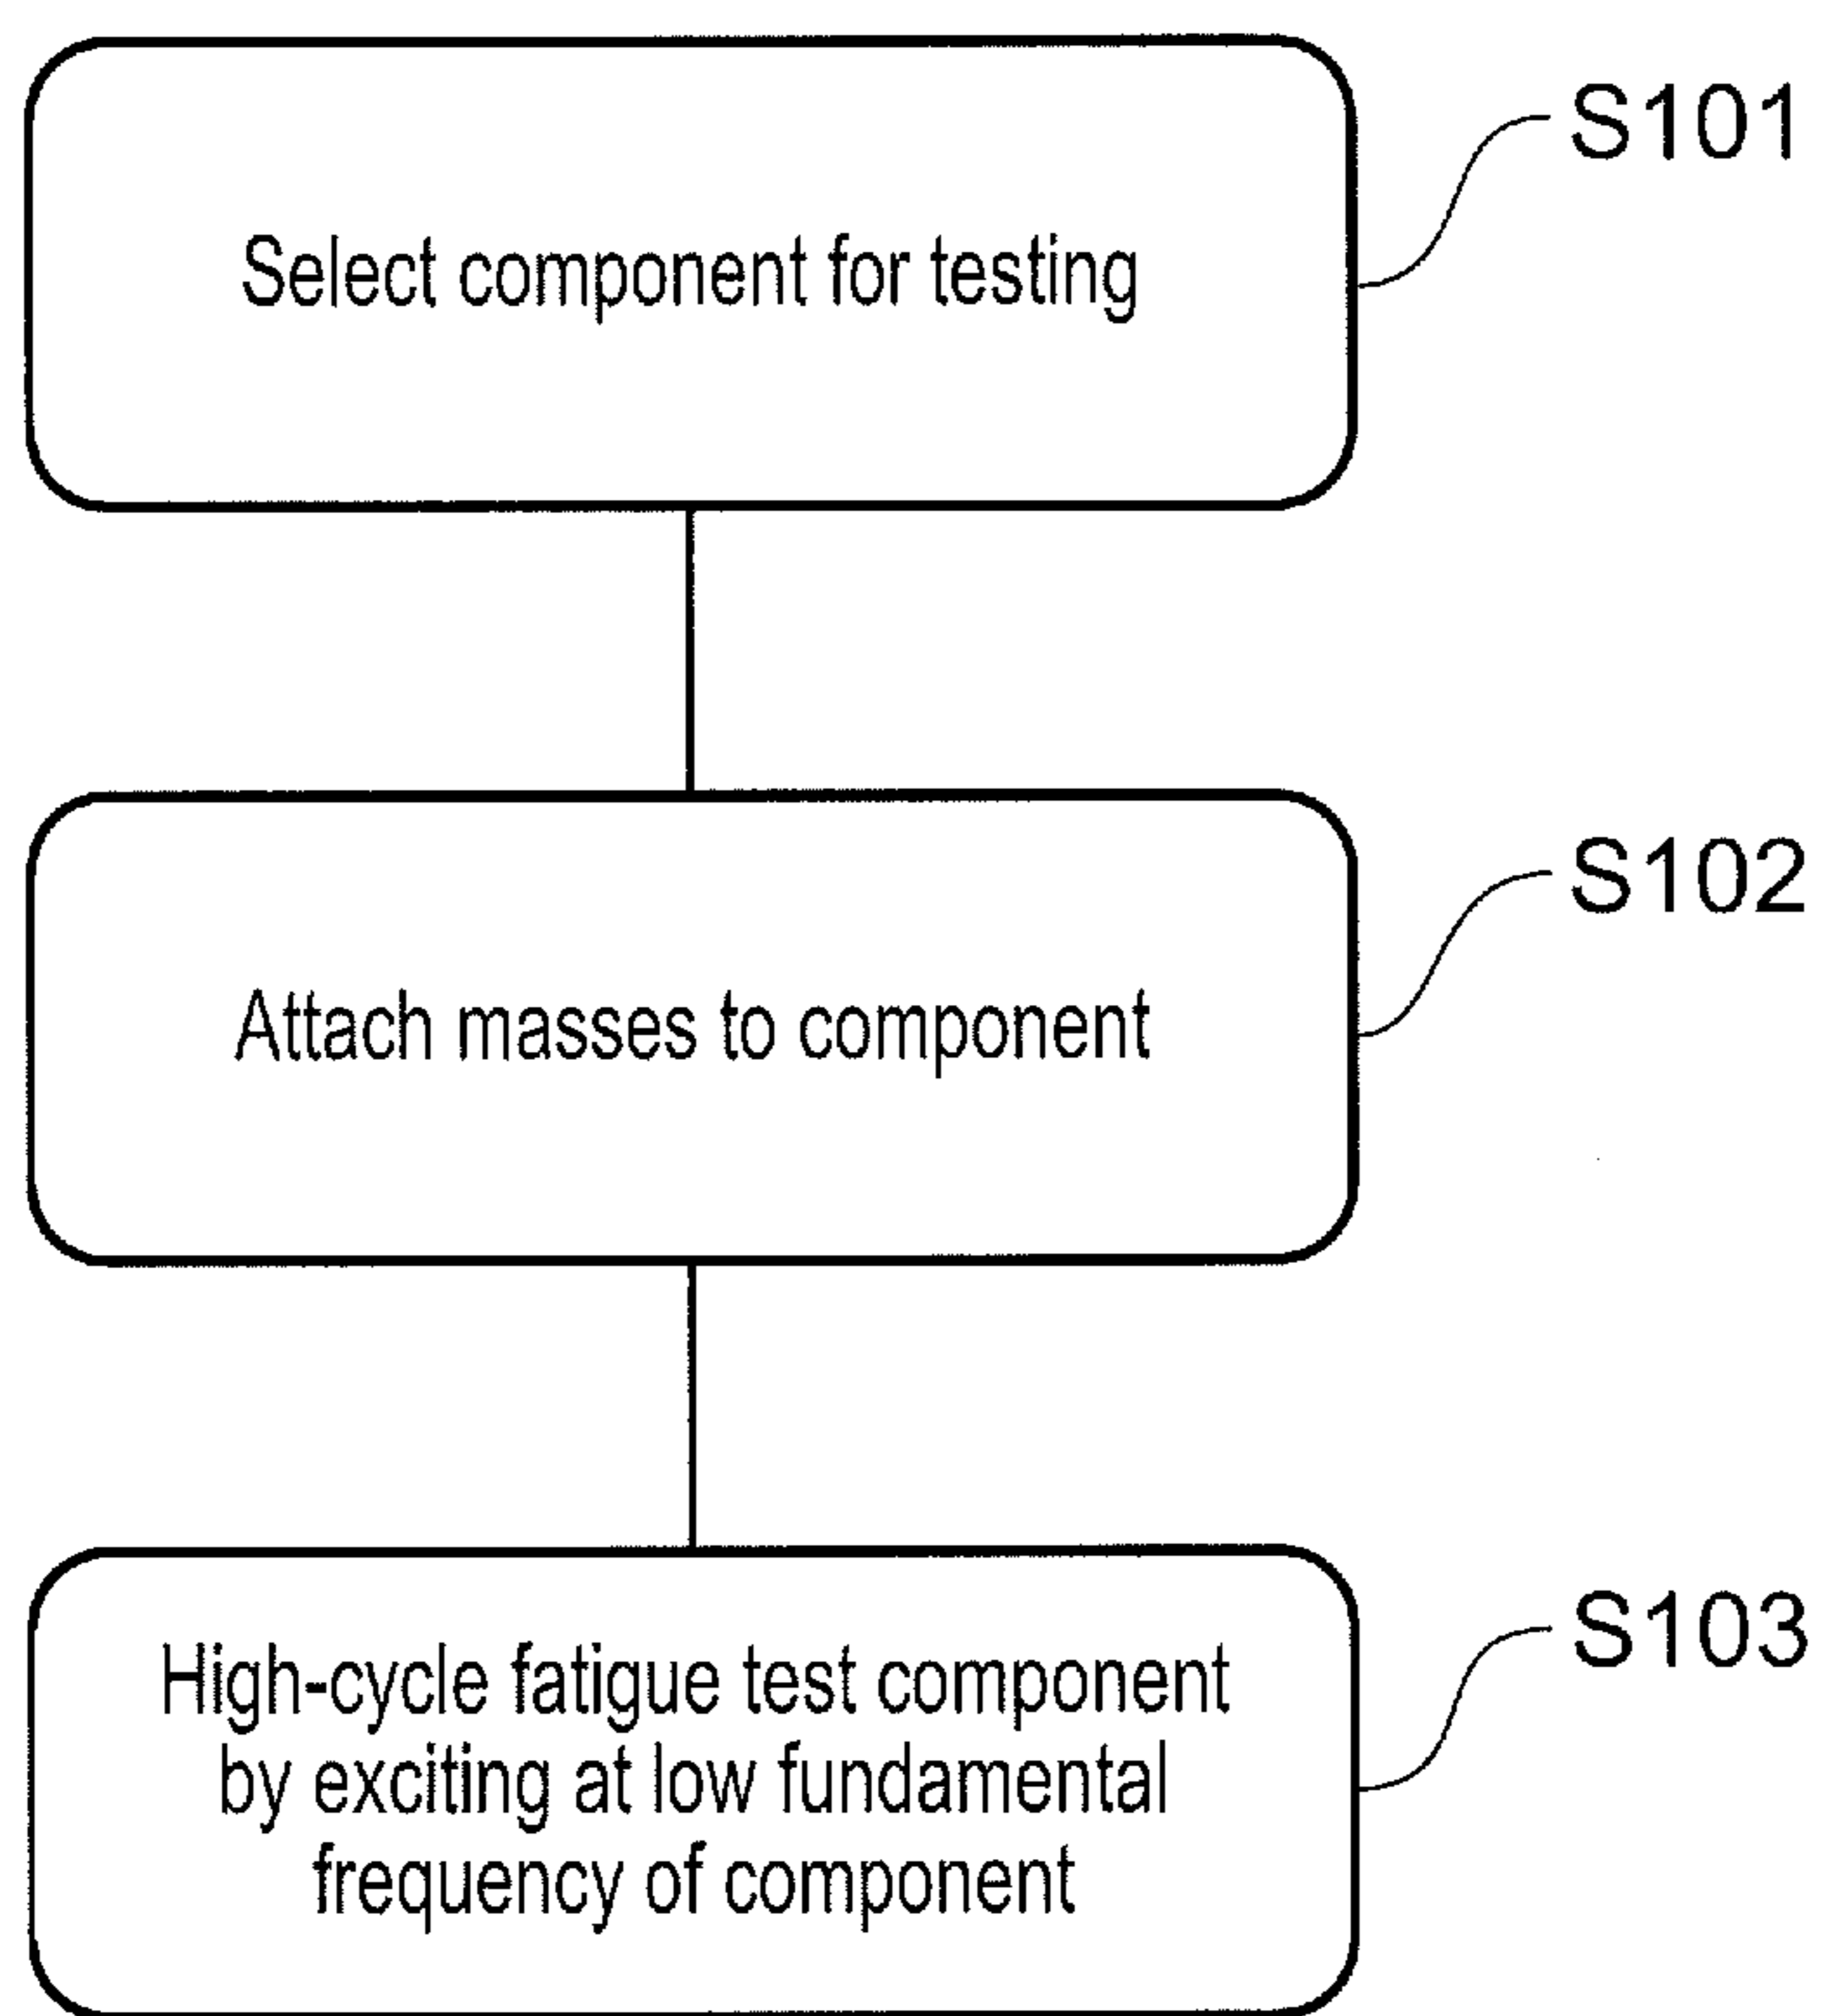 S101
Select component for testing
S102
Attach masses to component
S103
High-cycle fatigue test component
by exciting at low fundamental
frequency of component